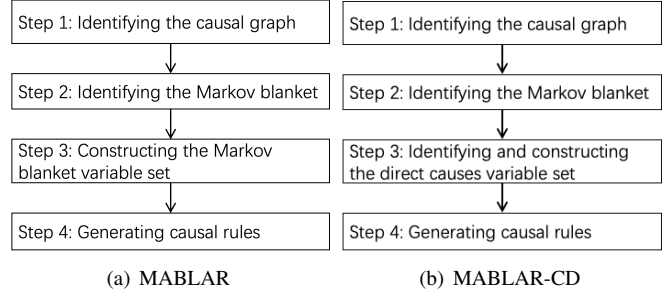 Step 1: Identifying the causal graph
Step 2: Identifying the Markov blanket
Step 3: Constructing the Markov
blanket variable set
Step 4: Generating causal rules
(a) MABLAR
Step 1: Identifying the causal graph
Step 2: Identifying the Markov blanket
Step 3: Identifying and constructing
the direct causes variable set
Step 4: Generating causal rules
(b) MABLAR-CD